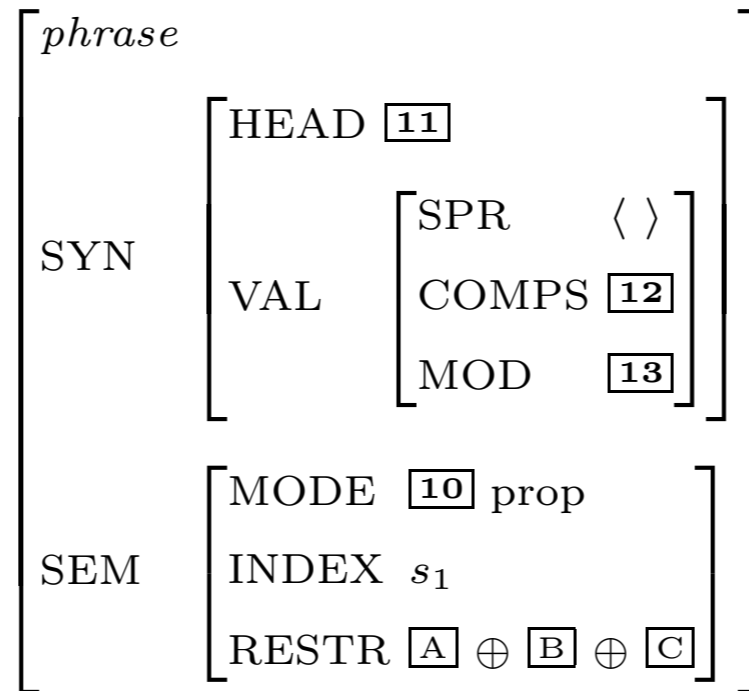 phrase
HEAD 11
SPR ⟨ ⟩
SYN VAL COMPS 12
MOD 13
MODE 10 prop
SEM INDEX s₁
RESTR A ⊕ B ⊕ C